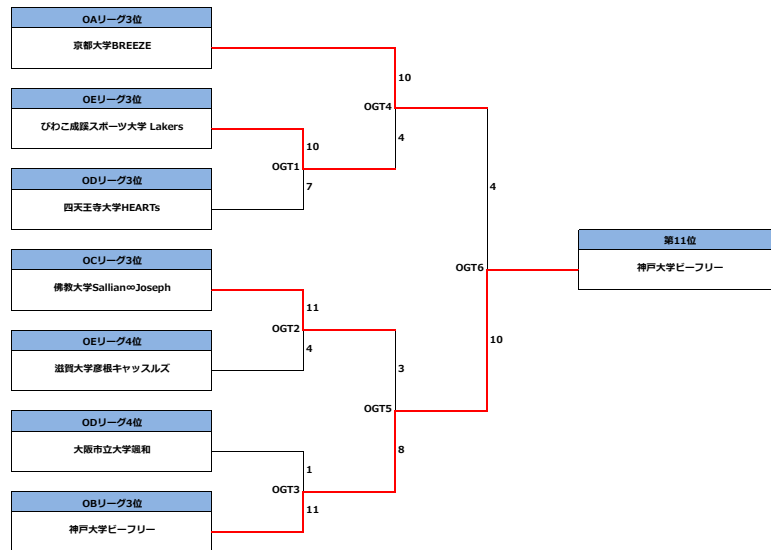 OAリーグ3位
京都大学BREEZE
10
OGT4
OEリーグ3位
びわこ成蹊スポーツ大学 Lakers
4
10
OGT1
ODリーグ3位
7
4
四天王寺大学HEARTs
第11位
OCリーグ3位
OGT6
神戸大学ビーフリー
佛教大学Sallian∞Joseph
11
OGT2
OEリーグ4位
10
4
滋賀大学彦根キャッスルズ
3
OGT5
ODリーグ4位
大阪市立大学颯和
8
1
OGT3
OBリーグ3位
11
神戸大学ビーフリー